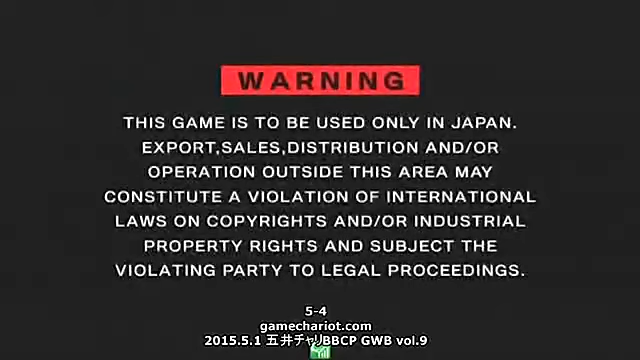 WARNING
THIS GAME IS TO BE USED ONLY IN JAPAN.
EXPORT,SALES,DISTRIBUTION AND/OR
OPERATION OUTSIDE THIS AREA MAY
CONSTITUTE A VIOLATION OF INTERNATIONAL
LAWS ON COPYRIGHTS AND/OR INDUSTRIAL
PROPERTY RIGHTS AND SUBJECT THE
VIOLATING PARTY TO LEGAL PROCEEDINGS.
5-4
gamechariot.com
2015.5.1 五井チャリBBCP GWB vol.9